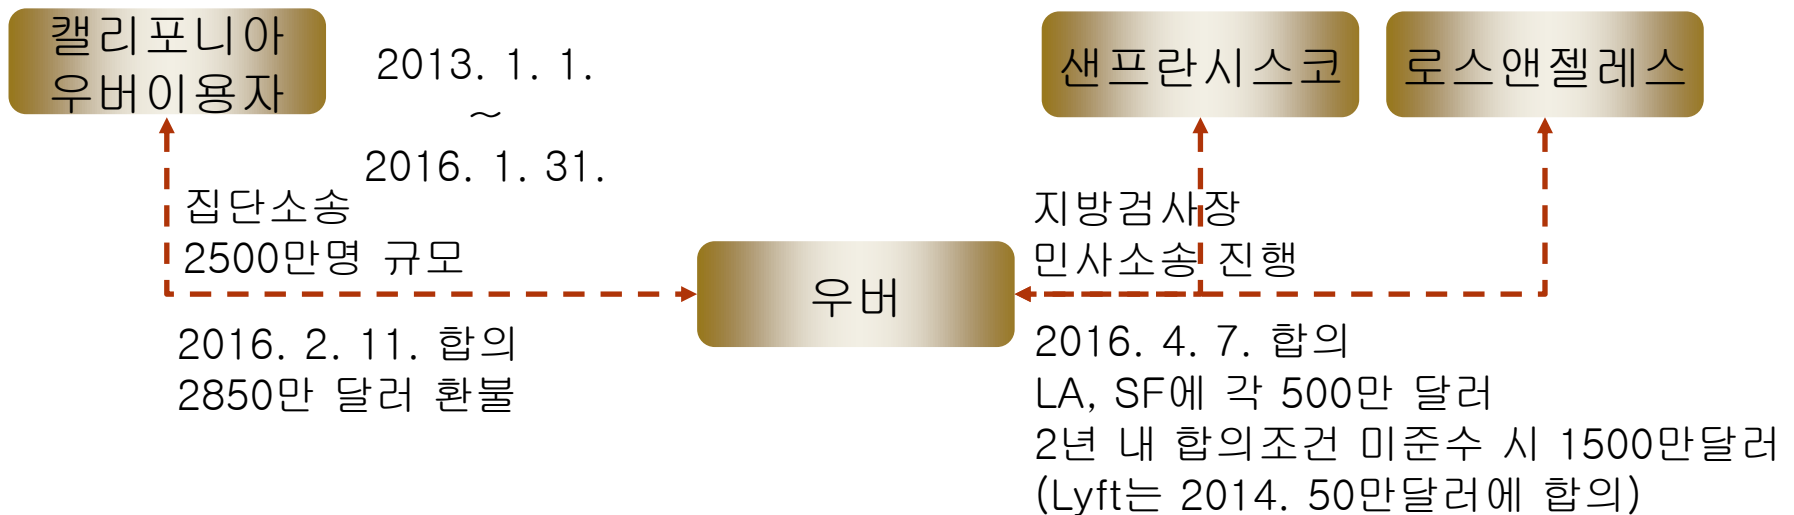 캘리포니아
우버이용자
2013. 1. 1.
~
2016. 1. 31.
집단소송
2500만명 규모
2016. 2. 11. 합의
2850만 달러 환불
우버
샌프란시스코
로스앤젤레스
지방검사장
민사소송 진행
2016. 4. 7. 합의
LA, SF에 각 500만 달러
2년 내 합의조건 미준수 시 1500만달러
(Lyft는 2014. 50만달러에 합의)